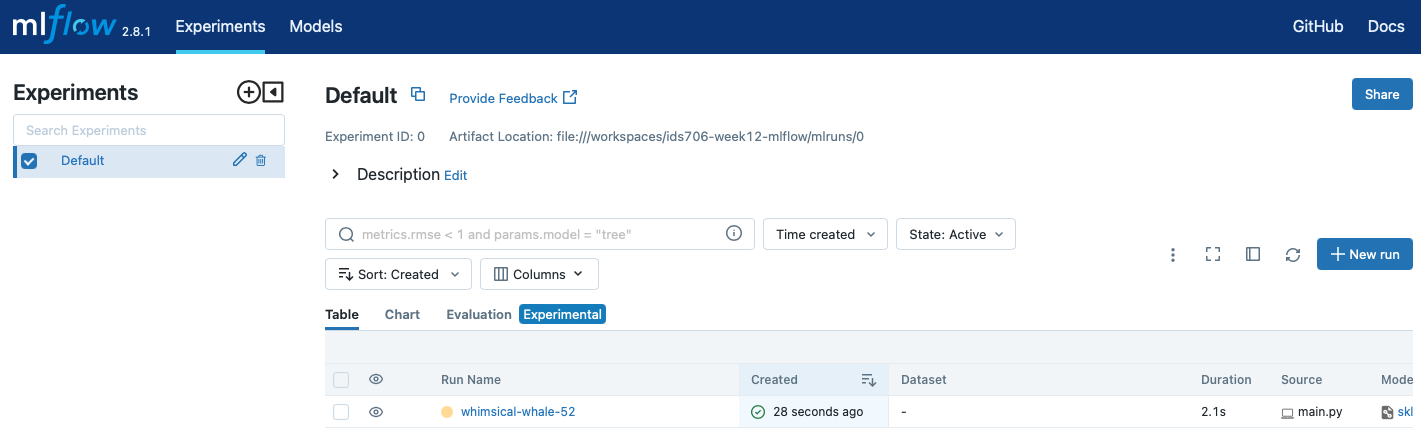 mlflow 2.8.1 Experiments Models GitHub Docs
Experiments
Search Experiments
Default
Default Provide Feedback Share
Experiment ID: 0 Artifact Location: file:///workspaces/ids706-week12-mlflow/mlruns/0
Description Edit
metrics.rmse < 1 and params.model = "tree" Time created State: Active
New run
Sort: Created Columns
Table Chart Evaluation Experimental
Run Name Created Dataset Duration Source Mode
whimsical-whale-52 28 seconds ago - 2.1s main.py skl